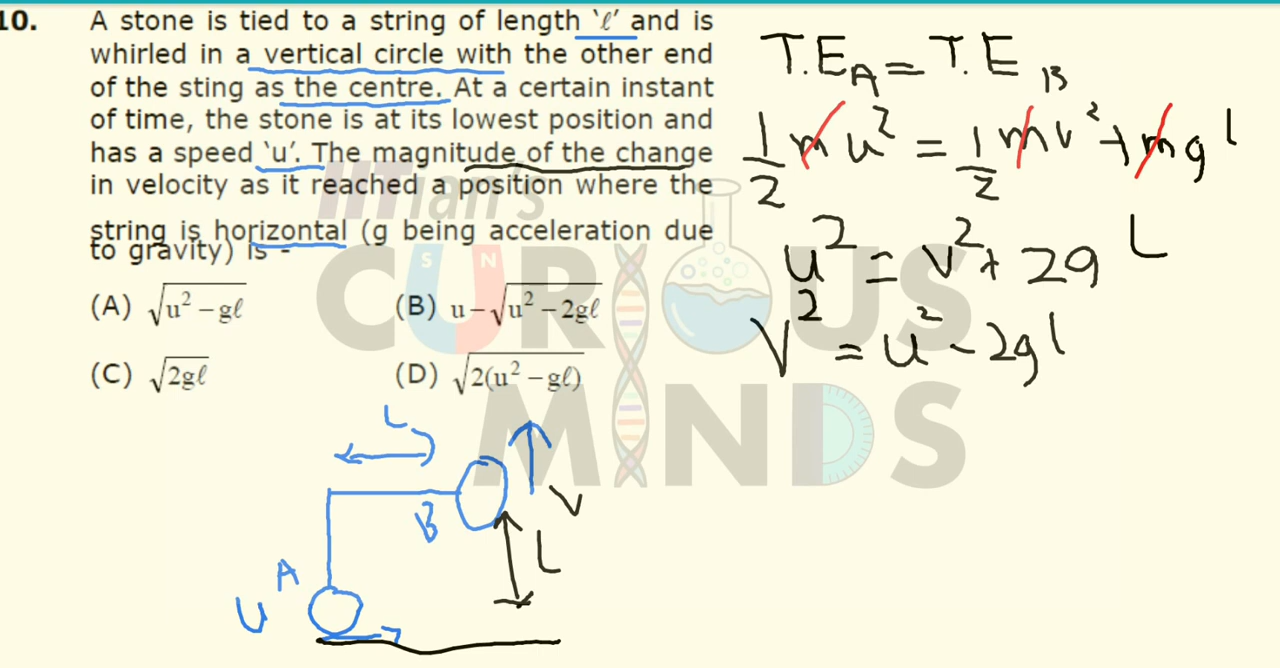 10. A stone is tied to a string of length 'ℓ' and is
whirled in a vertical circle with the other end
of the sting as the centre. At a certain instant
of time, the stone is at its lowest position and
has a speed 'u'. The magnitude of the change
in velocity as it reached a position where the
string is horizontal (g being acceleration due
to gravity) is -
(A) √(u² – gℓ) (B) u – √(u² – 2gℓ)
(C) √(2gℓ) (D) √(2(u² – gℓ))
T.E_A = T.E_B
1/2 mu² = 1/2 mv² + mgl
u² = v² + 2gL
v² = u² - 2gl
IITian's
CURIOUS
S N
MINDS
L
B
V
L
A
U